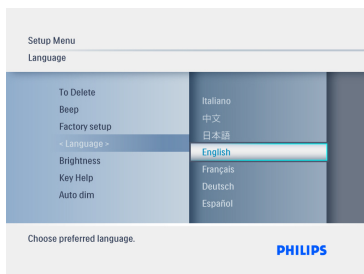 Setup Menu
Language
To Delete
Beep
Factory setup
< Language >
Brightness
Key Help
Auto dim
Italiano
中文
日本語
English
Français
Deutsch
Español
Choose preferred language.
PHILIPS